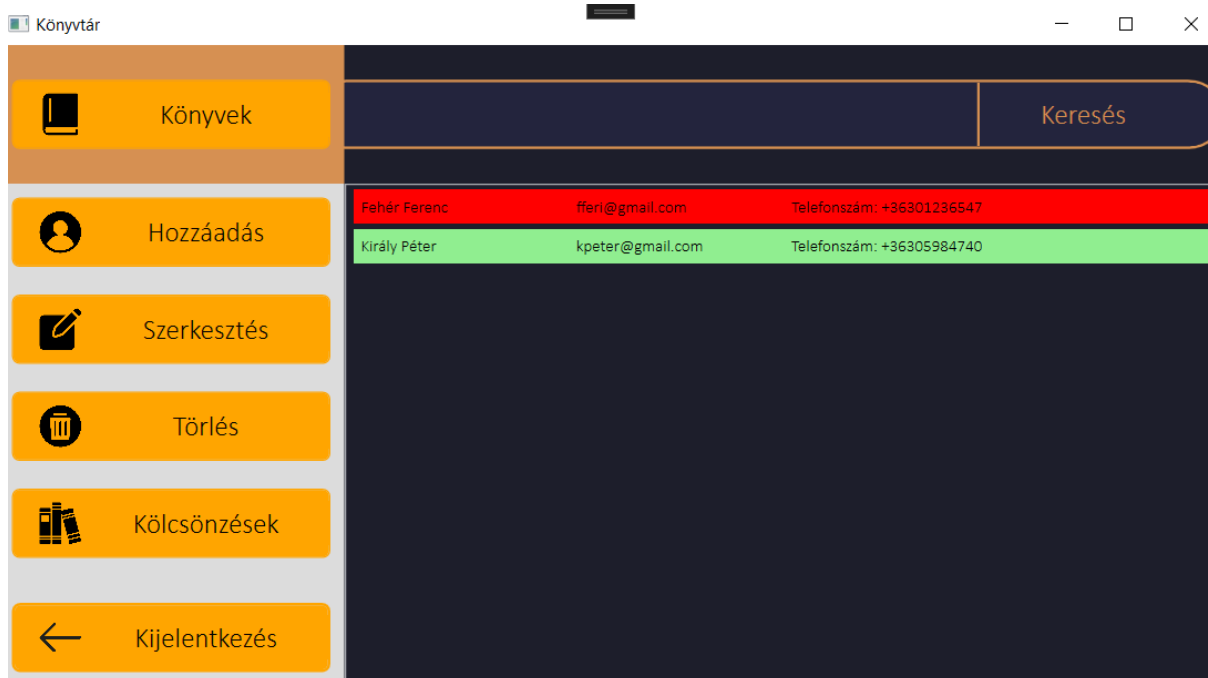 Könyvtár
Könyvek
Keresés
Hozzáadás
Szerkesztés
Törlés
Kölcsönzések
Kijelentkezés
Fehér Ferenc fferi@gmail.com Telefonszám: +36301236547
Király Péter kpeter@gmail.com Telefonszám: +36305984740